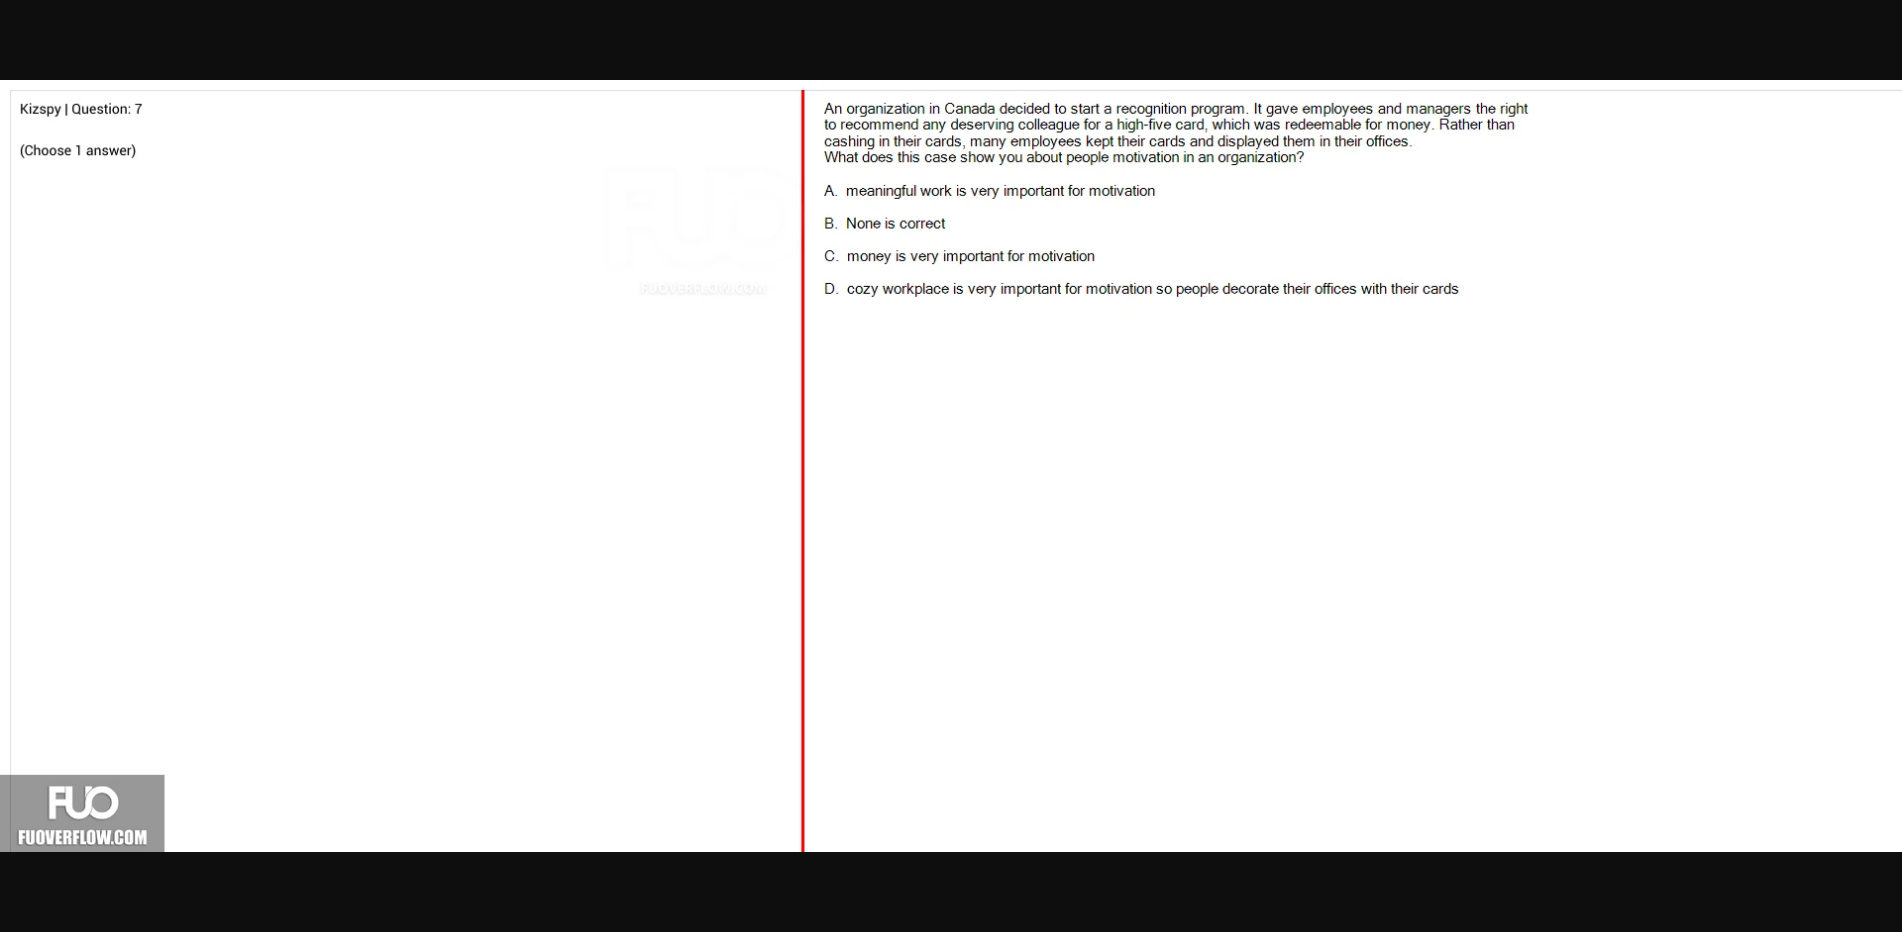 Kizspy | Question: 7
(Choose 1 answer)
FUO
FUOVERFLOW.COM
An organization in Canada decided to start a recognition program. It gave employees and managers the right
to recommend any deserving colleague for a high-five card, which was redeemable for money. Rather than
cashing in their cards, many employees kept their cards and displayed them in their offices.
What does this case show you about people motivation in an organization?
A. meaningful work is very important for motivation
B. None is correct
C. money is very important for motivation
D. cozy workplace is very important for motivation so people decorate their offices with their cards
FUO
FUOVERFLOW.COM